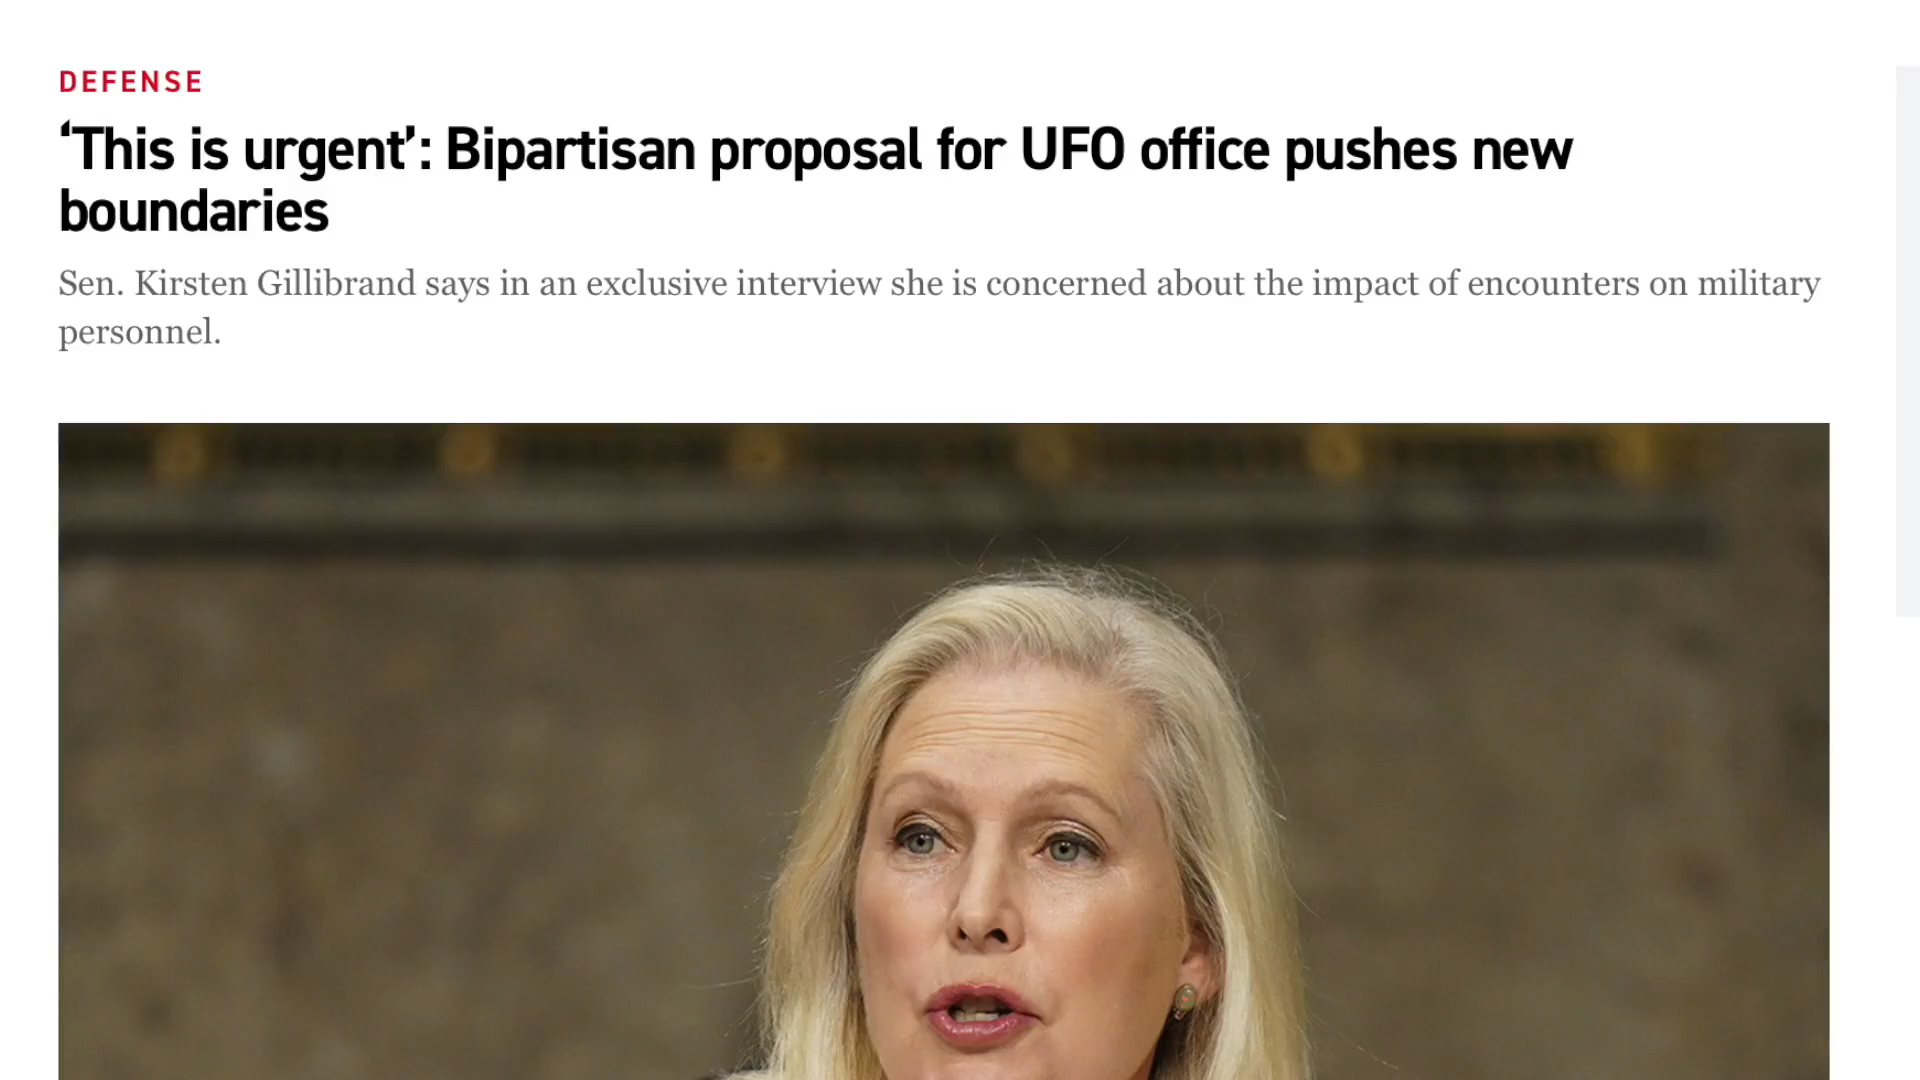 DEFENSE
‘This is urgent’: Bipartisan proposal for UFO office pushes new
boundaries
Sen. Kirsten Gillibrand says in an exclusive interview she is concerned about the impact of encounters on military
personnel.